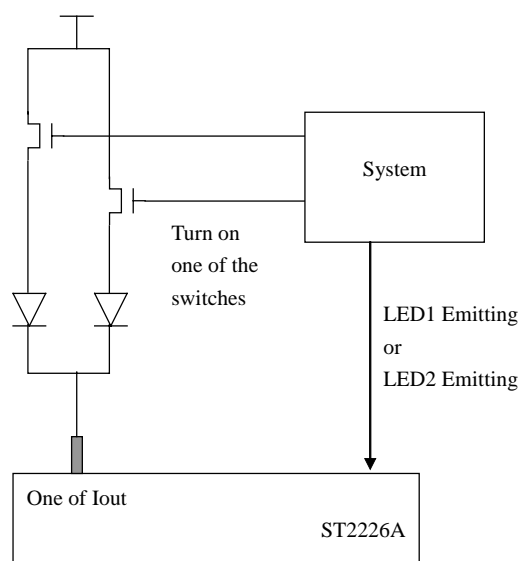 System
Turn on
one of the
switches
LED1 Emitting
or
LED2 Emitting
One of Iout
ST2226A